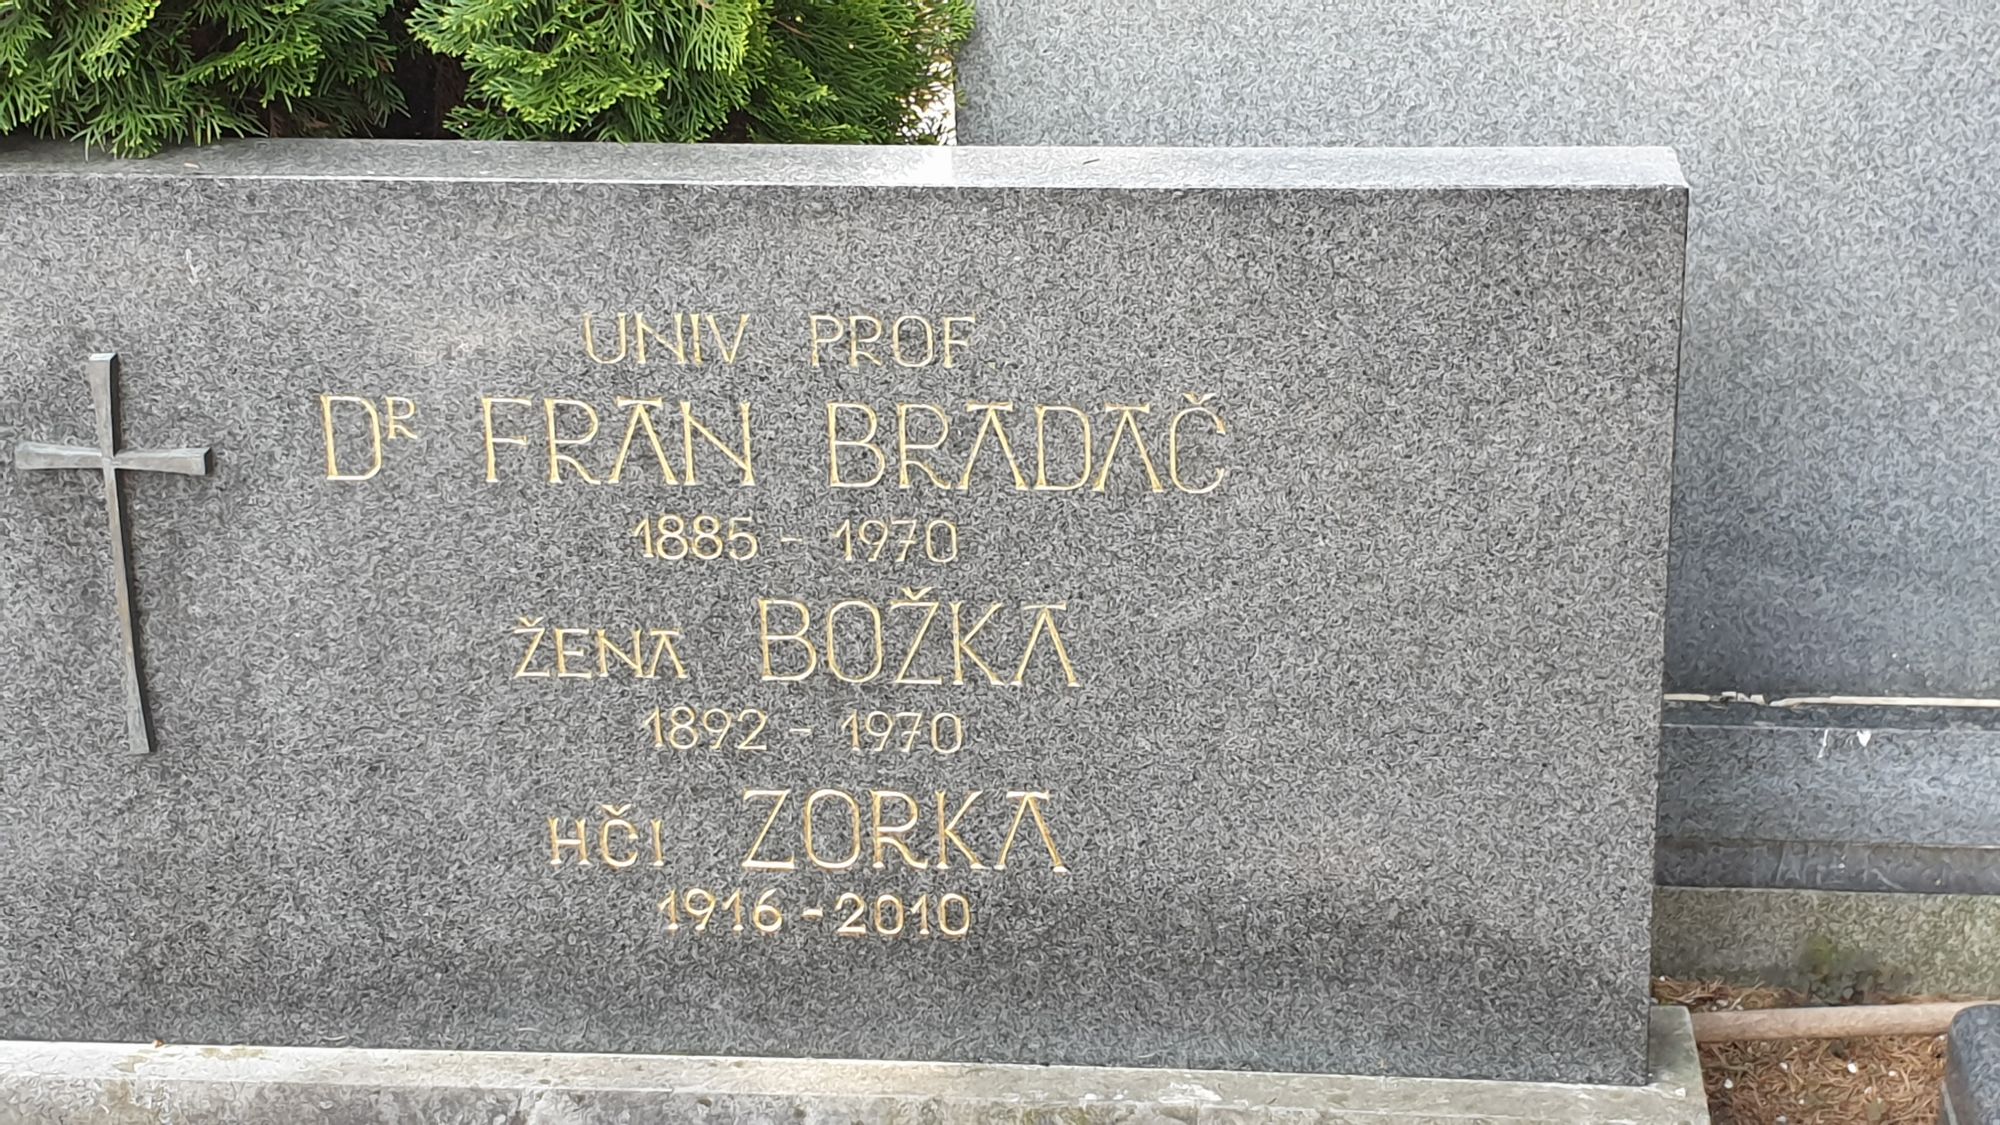 UNIV. PROF.
DR FRAN BRADAČ
1885 - 1970
ŽENA BOŽKA
1892 - 1970
HČI ZORKA
1916 - 2010